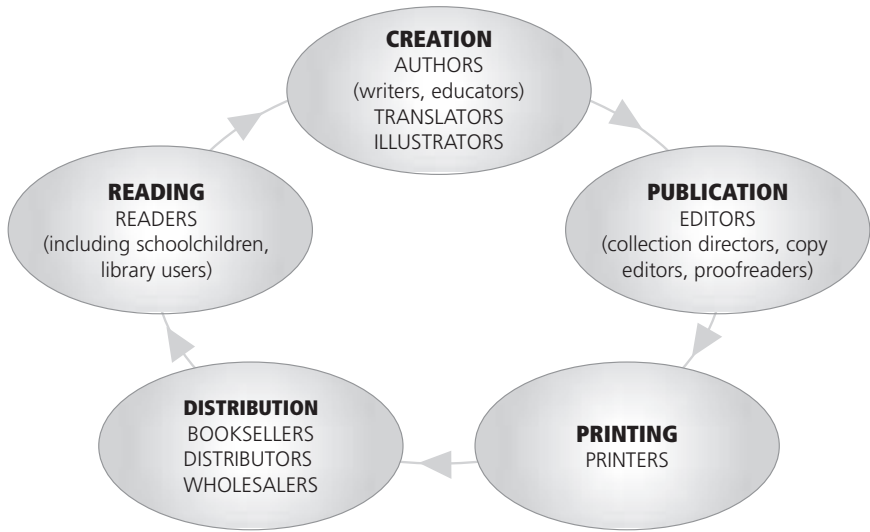 CREATION
AUTHORS
(writers, educators)
TRANSLATORS
ILLUSTRATORS
PUBLICATION
EDITORS
(collection directors, copy
editors, proofreaders)
PRINTING
PRINTERS
DISTRIBUTION
BOOKSELLERS
DISTRIBUTORS
WHOLESALERS
READING
READERS
(including schoolchildren,
library users)